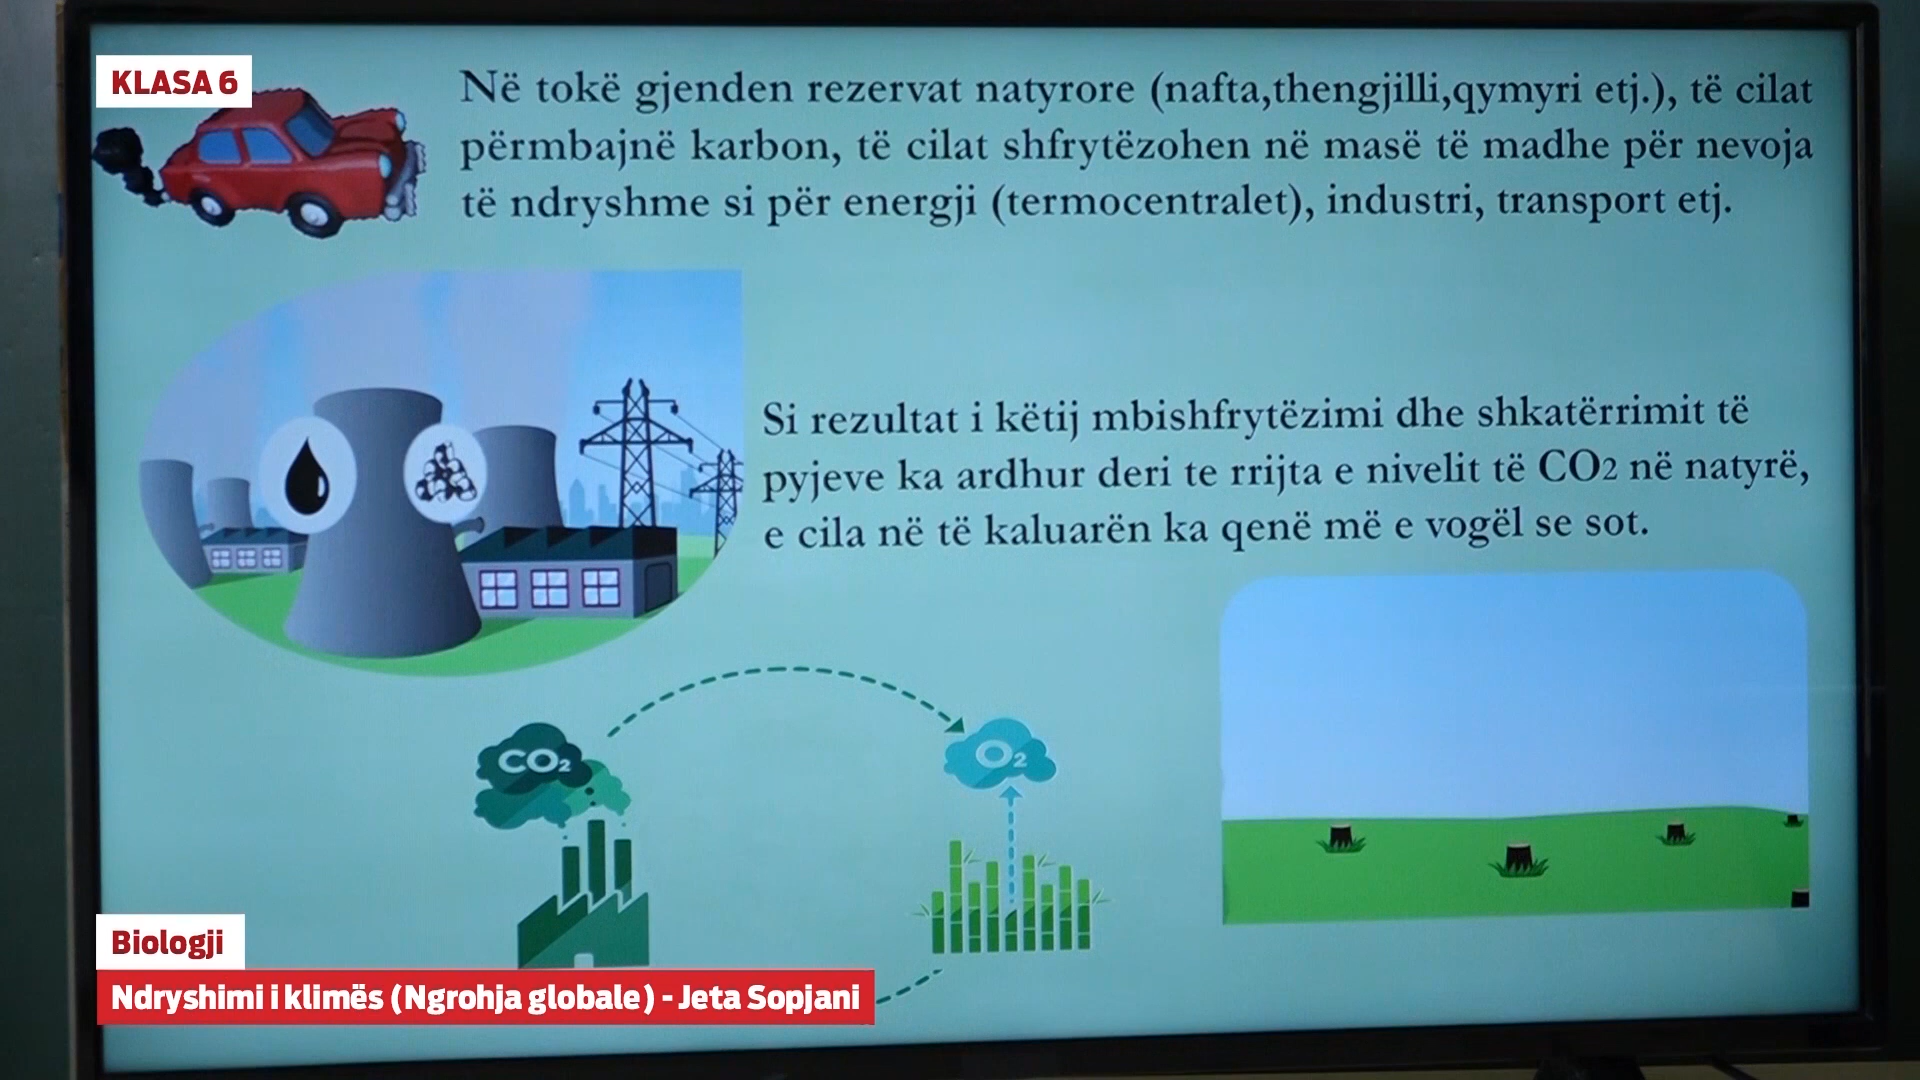 KLASA 6
Në tokë gjenden rezervat natyrore (nafta,thengjilli,qymyri etj.), të cilat
përmbajnë karbon, të cilat shfrytëzohen në masë të madhe për nevoja
të ndryshme si për energji (termocentralet), industri, transport etj.
Si rezultat i këtij mbishfrytëzimi dhe shkatërrimit të
pyjeve ka ardhur deri te rrijta e nivelit të CO2 në natyrë,
e cila në të kaluarën ka qenë më e vogël se sot.
CO₂
O₂
Biologji
Ndryshimi i klimës (Ngrohja globale) - Jeta Sopjani